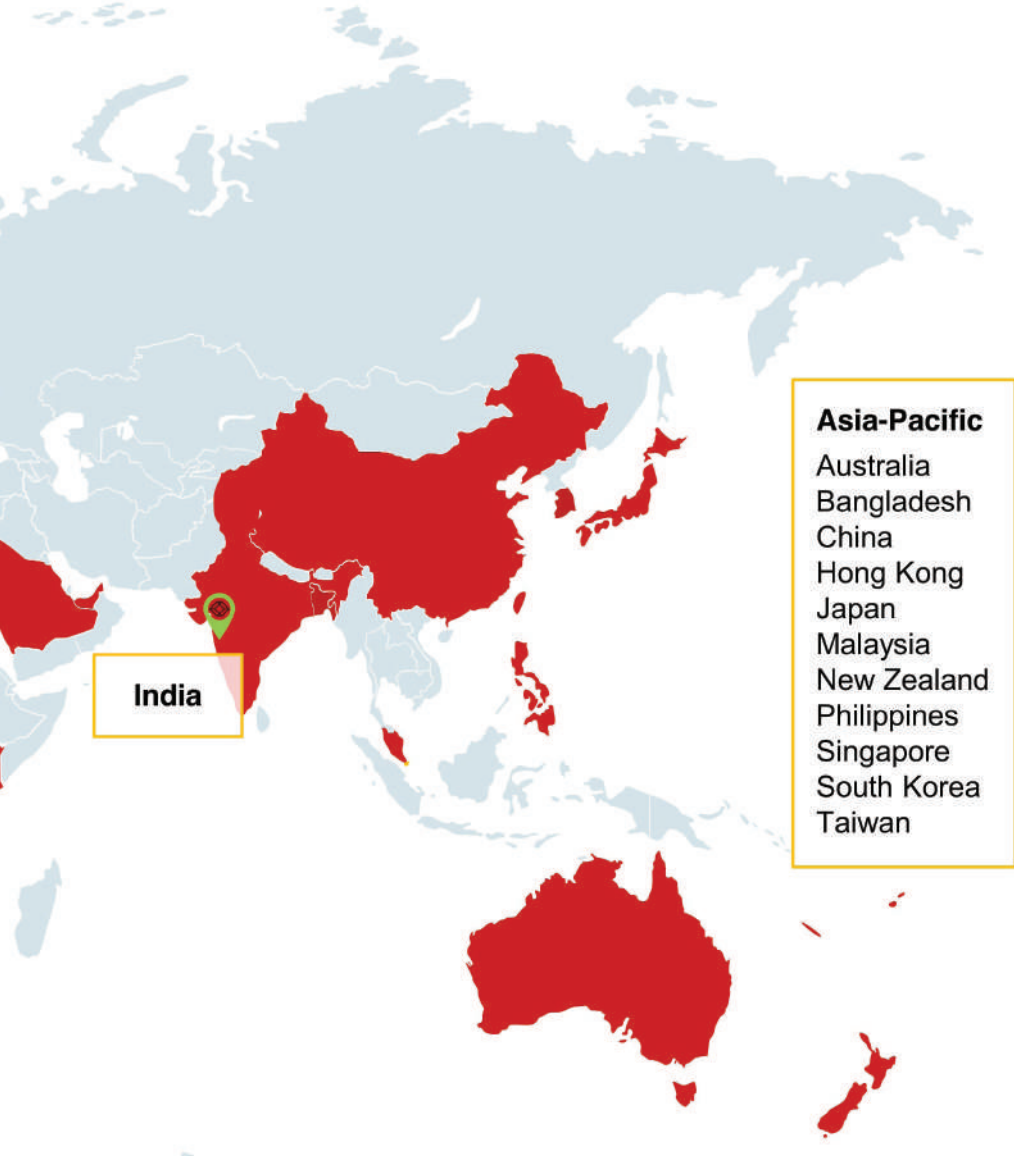 India
Asia-Pacific
Australia
Bangladesh
China
Hong Kong
Japan
Malaysia
New Zealand
Philippines
Singapore
South Korea
Taiwan